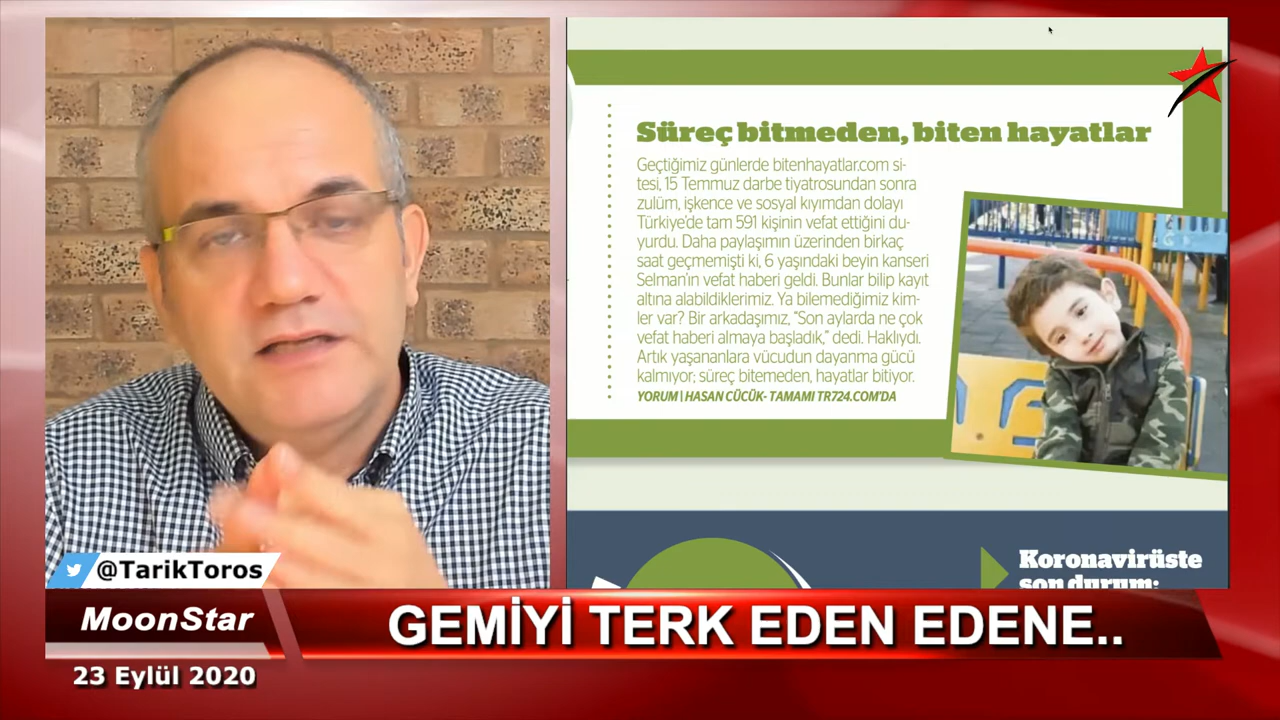 Süreç bitmeden, biten hayatlar
Geçtiğimiz günlerde bitenhayatlar.com si-
tesi, 15 Temmuz darbe tiyatrosundan sonra
zulüm, işkence ve sosyal kıyımdan dolayı
Türkiye'de tam 591 kişinin vefat ettiğini du-
yurdu. Daha paylaşımın üzerinden birkaç
saat geçmemişti ki, 6 yaşındaki beyin kanseri
Selman'ın vefat haberi geldi. Bunlar bilip kayıt
altına alabildiklerimiz. Ya bilemediğimiz kim-
ler var? Bir arkadaşımız, "Son aylarda ne çok
vefat haberi almaya başladık," dedi. Haklıydı.
Artık yaşananlara vücudun dayanma gücü
kalmıyor; süreç bitemeden, hayatlar bitiyor.
YORUM | HASAN CÜCÜK- TAMAMI TR724.COM'DA
Koronavirüste
son durum:
@TarikToros
MoonStar
GEMİYİ TERK EDEN EDENE..
23 Eylül 2020